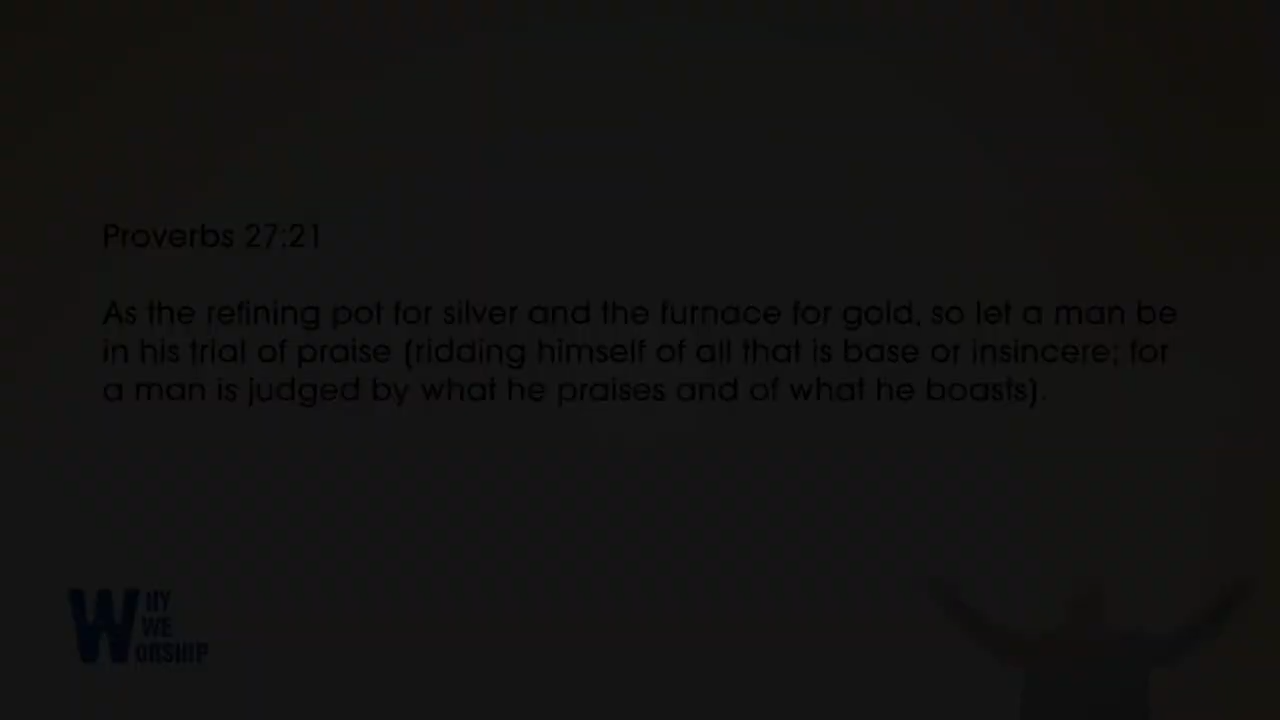 Proverbs 27:21
As the refining pot for silver and the furnace for gold, so let a man be
in his trial of praise (ridding himself of all that is base or insincere; for
a man is judged by what he praises and of what he boasts).
WHY
WE
WORSHIP